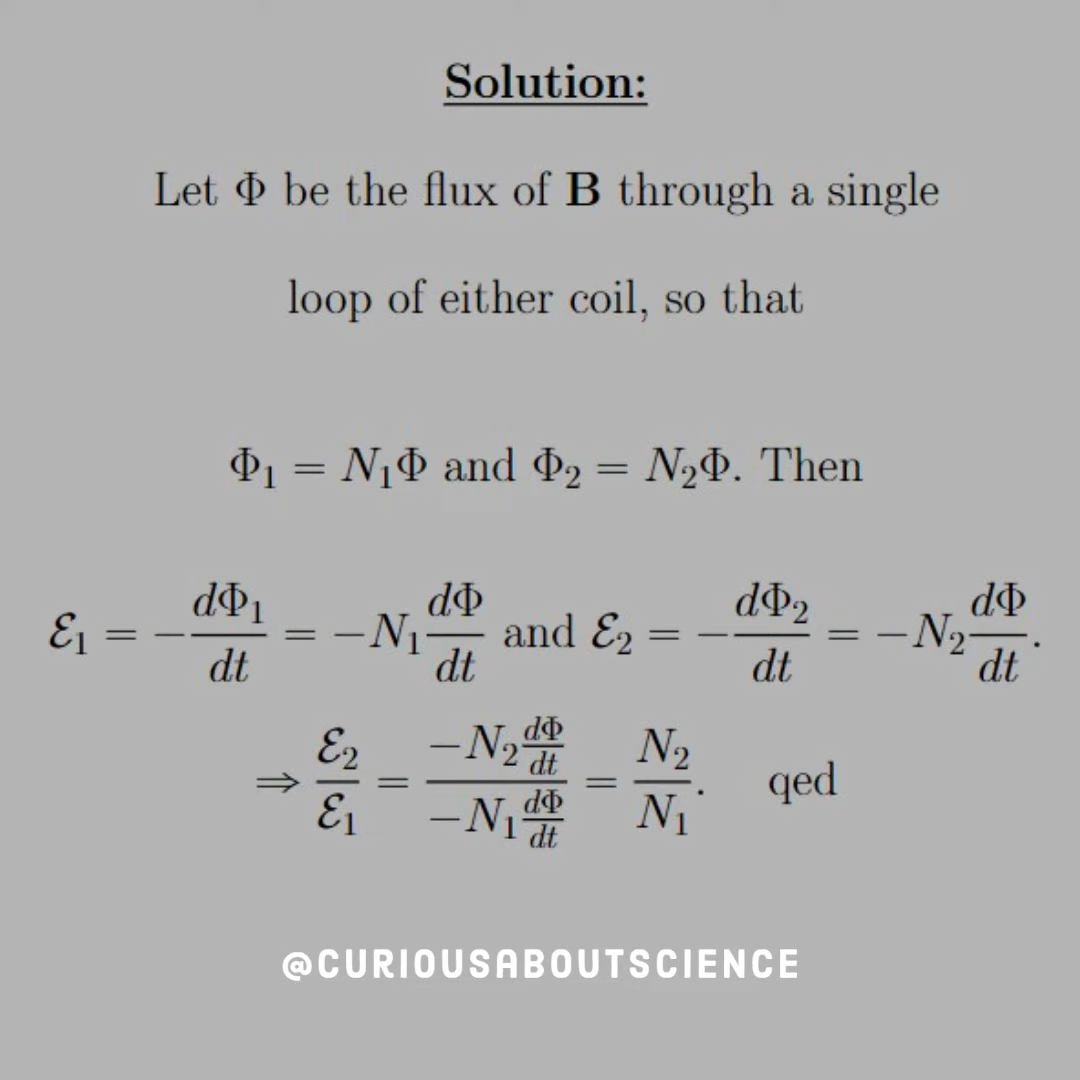 Solution:
Let Φ be the flux of B through a single
loop of either coil, so that
Φ₁ = N₁Φ and Φ₂ = N₂Φ. Then
ℰ₁ = −dΦ₁/dt = −N₁ dΦ/dt and ℰ₂ = −dΦ₂/dt = −N₂ dΦ/dt.
⇒ ℰ₂/ℰ₁ = (−N₂ dΦ/dt)/(−N₁ dΦ/dt) = N₂/N₁. qed
@CURIOUSABOUTSCIENCE